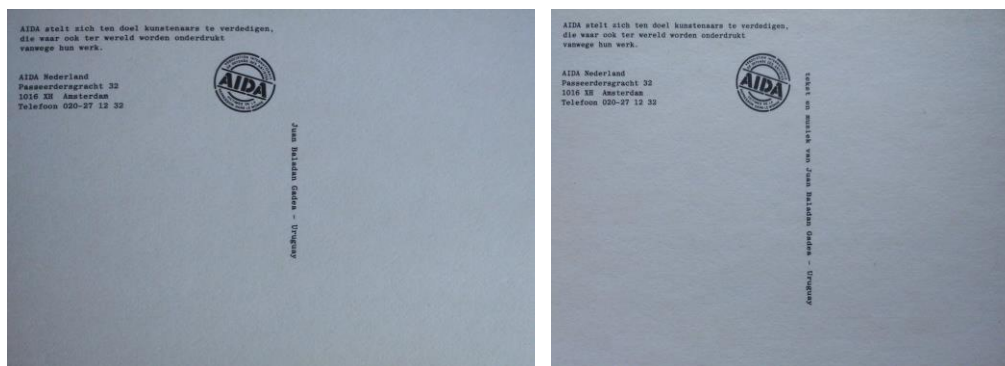 AIDA stelt zich ten doel kunstenaars te verdedigen,
die waar ook ter wereld worden onderdrukt
vanwege hun werk.
AIDA Nederland
Passeerdersgracht 32
1016 XH Amsterdam
Telefoon 020-27 12 32
AIDA
Juan Baladan Gadea - Uruguay
AIDA stelt zich ten doel kunstenaars te verdedigen,
die waar ook ter wereld worden onderdrukt
vanwege hun werk.
AIDA Nederland
Passeerdersgracht 32
1016 XH Amsterdam
Telefoon 020-27 12 32
AIDA
tekst en muziek van Juan Baladan Gadea - Uruguay